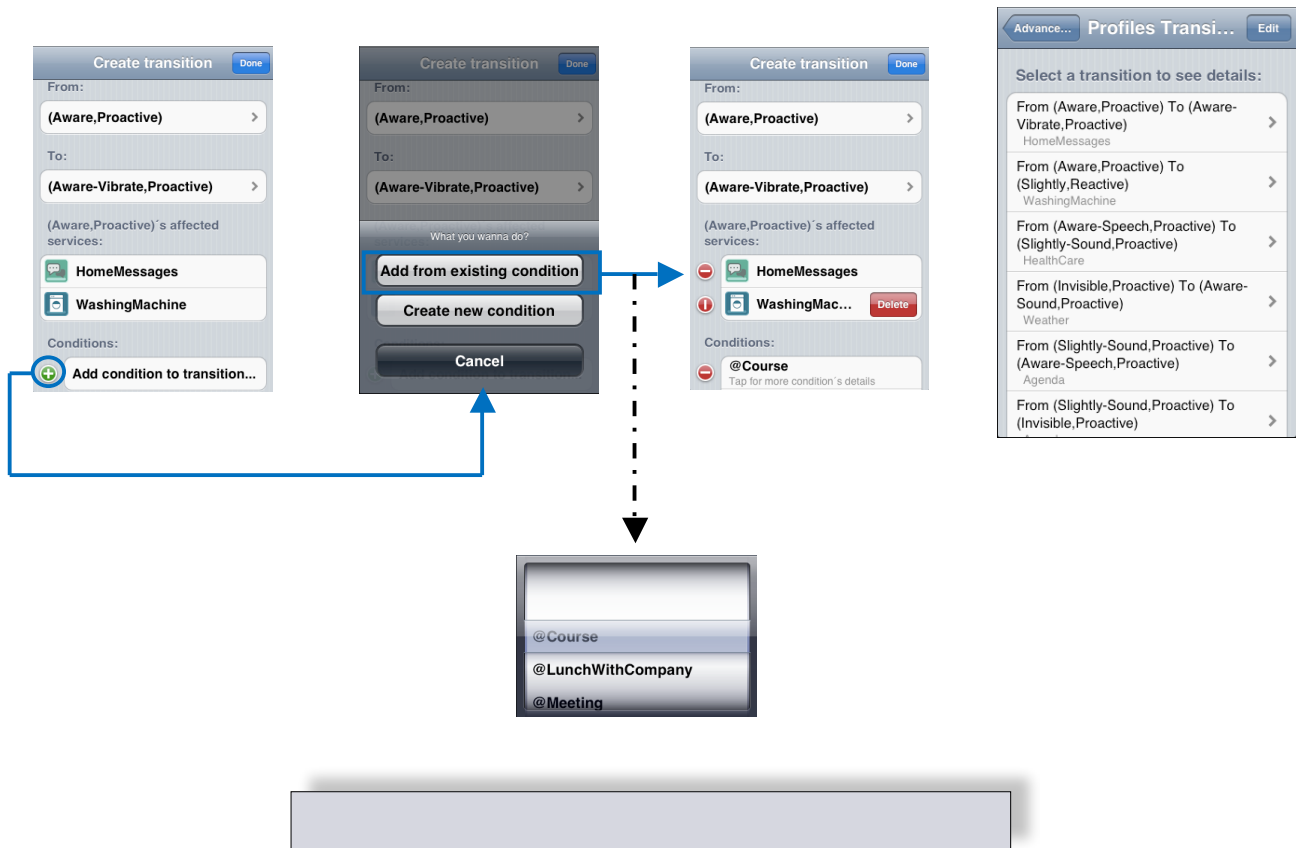 Create transition
Done
From:
(Aware,Proactive)
To:
(Aware-Vibrate,Proactive)
(Aware,Proactive)´s affected
services:
HomeMessages
WashingMachine
Conditions:
Add condition to transition...
Create transition
Done
From:
(Aware,Proactive)
To:
(Aware-Vibrate,Proactive)
What you wanna do?
Add from existing condition
Create new condition
Cancel
Create transition
Done
From:
(Aware,Proactive)
To:
(Aware-Vibrate,Proactive)
(Aware,Proactive)´s affected
services:
HomeMessages
WashingMac...
Delete
Conditions:
@Course
Tap for more condition´s details
Advance...
Profiles Transi...
Edit
Select a transition to see details:
From (Aware,Proactive) To (Aware-
Vibrate,Proactive)
HomeMessages
From (Aware,Proactive) To
(Slightly,Reactive)
WashingMachine
From (Aware-Speech,Proactive) To
(Slightly-Sound,Proactive)
HealthCare
From (Invisible,Proactive) To (Aware-
Sound,Proactive)
Weather
From (Slightly-Sound,Proactive) To
(Aware-Speech,Proactive)
Agenda
From (Slightly-Sound,Proactive) To
(Invisible,Proactive)
@Course
@LunchWithCompany
@Meeting